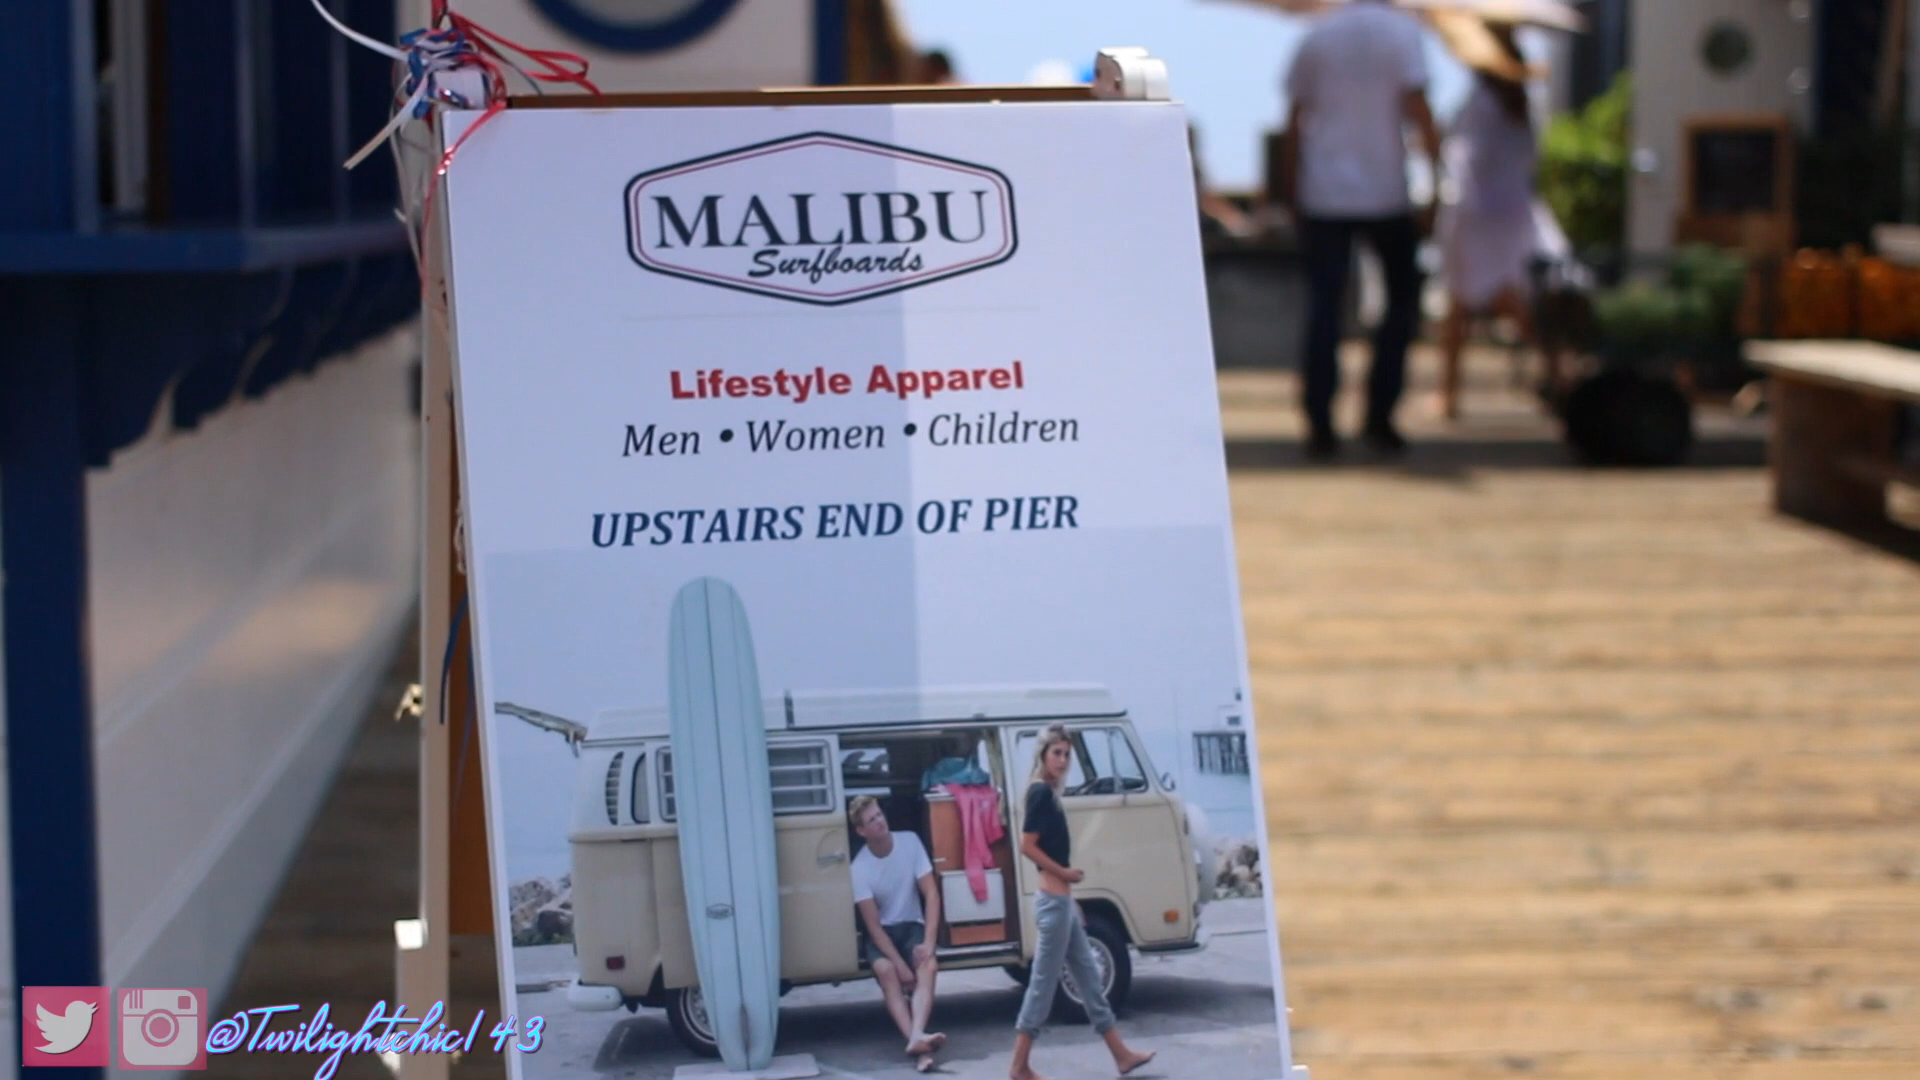 MALIBU
Surfboards
Lifestyle Apparel
Men • Women • Children
UPSTAIRS END OF PIER
@Twilightchic143